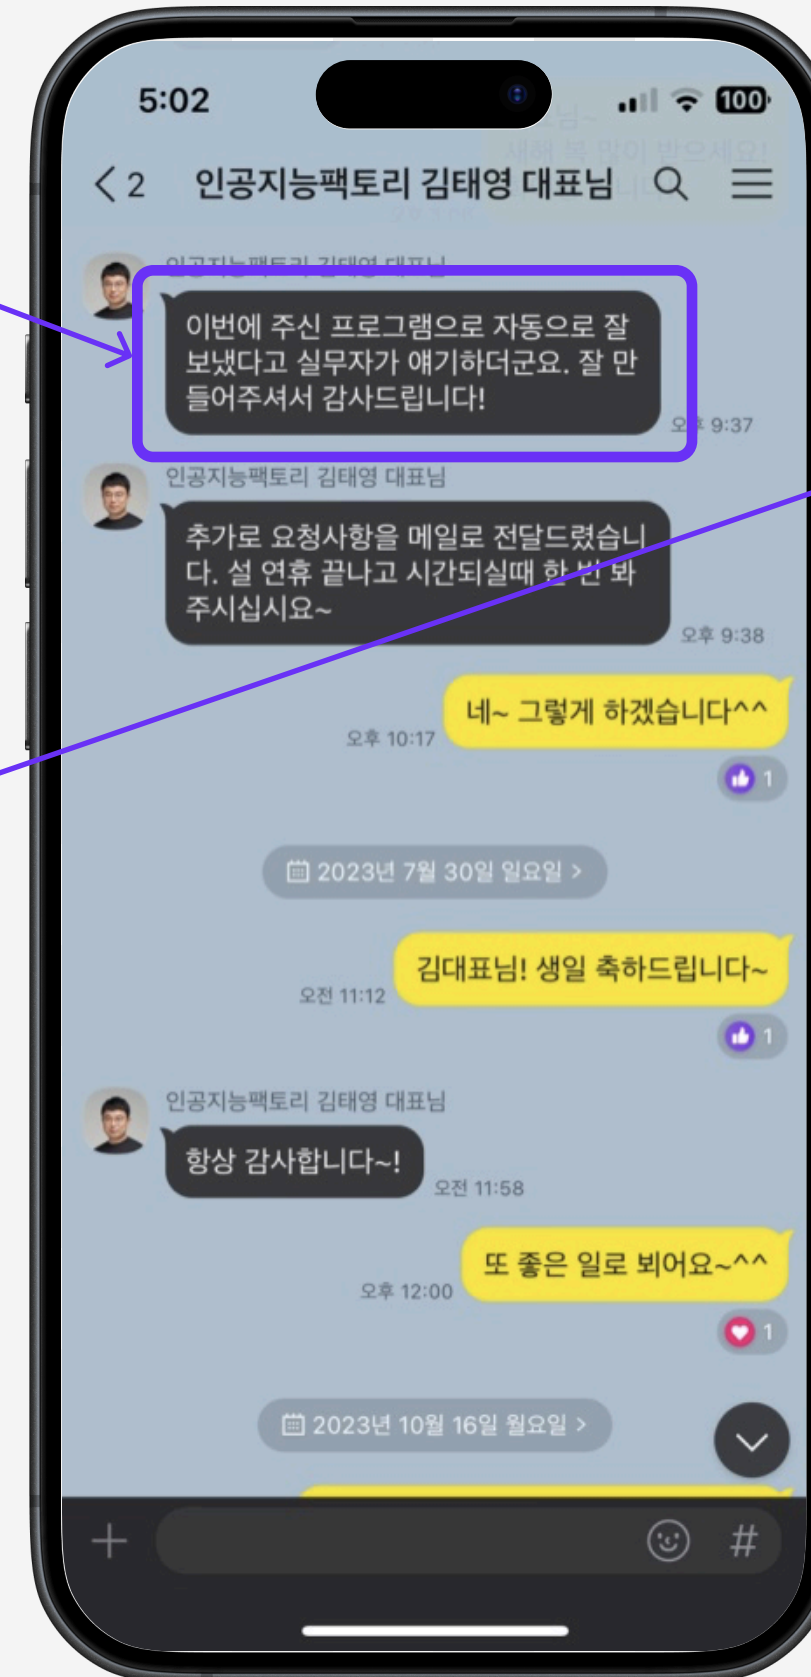 5:02
100
새해 복 많이 받으세요!
2 인공지능팩토리 김태영 대표님
인공지능팩토리 김태영 대표님
이번에 주신 프로그램으로 자동으로 잘
보냈다고 실무자가 얘기하더군요. 잘 만
들어주셔서 감사드립니다!
오후 9:37
인공지능팩토리 김태영 대표님
추가로 요청사항을 메일로 전달드렸습니
다. 설 연휴 끝나고 시간되실때 한 번 봐
주시십시요~
오후 9:38
네~ 그렇게 하겠습니다^^
오후 10:17
1
2023년 7월 30일 일요일 >
김대표님! 생일 축하드립니다~
오전 11:12
1
인공지능팩토리 김태영 대표님
항상 감사합니다~!
오전 11:58
또 좋은 일로 뵈어요~^^
오후 12:00
1
2023년 10월 16일 월요일 >
#